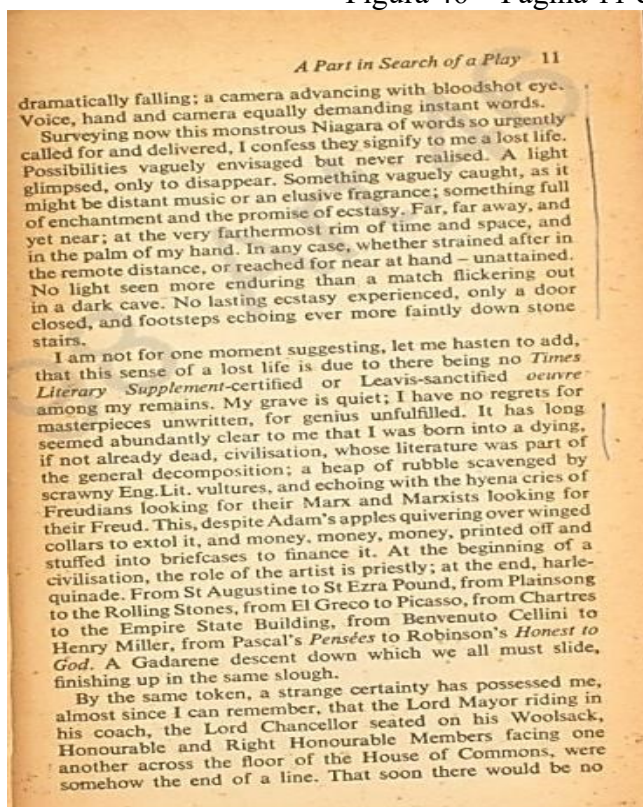 A Part in Search of a Play 11
dramatically falling; a camera advancing with bloodshot eye.
Voice, hand and camera equally demanding instant words.
Surveying now this monstrous Niagara of words so urgently
called for and delivered, I confess they signify to me a lost life.
Possibilities vaguely envisaged but never realised. A light
glimpsed, only to disappear. Something vaguely caught, as it
might be distant music or an elusive fragrance; something full
of enchantment and the promise of ecstasy. Far, far away, and
yet near; at the very farthermost rim of time and space, and
in the palm of my hand. In any case, whether strained after in
the remote distance, or reached for near at hand – unattained.
No light seen more enduring than a match flickering out
in a dark cave. No lasting ecstasy experienced, only a door
closed, and footsteps echoing ever more faintly down stone
stairs.
I am not for one moment suggesting, let me hasten to add,
that this sense of a lost life is due to there being no Times
Literary Supplement-certified or Leavis-sanctified oeuvre
among my remains. My grave is quiet; I have no regrets for
masterpieces unwritten, for genius unfulfilled. It has long
seemed abundantly clear to me that I was born into a dying,
if not already dead, civilisation, whose literature was part of
the general decomposition; a heap of rubble scavenged by
scrawny Eng.Lit. vultures, and echoing with the hyena cries of
Freudians looking for their Marx and Marxists looking for
their Freud. This, despite Adam's apples quivering over winged
collars to extol it, and money, money, money, printed off and
stuffed into briefcases to finance it. At the beginning of a
civilisation, the role of the artist is priestly; at the end, harle-
quinade. From St Augustine to St Ezra Pound, from Plainsong
to the Rolling Stones, from El Greco to Picasso, from Chartres
to the Empire State Building, from Benvenuto Cellini to
Henry Miller, from Pascal's Pensées to Robinson's Honest to
God. A Gadarene descent down which we all must slide,
finishing up in the same slough.
By the same token, a strange certainty has possessed me,
almost since I can remember, that the Lord Mayor riding in
his coach, the Lord Chancellor seated on his Woolsack,
Honourable and Right Honourable Members facing one
another across the floor of the House of Commons, were
somehow the end of a line. That soon there would be no